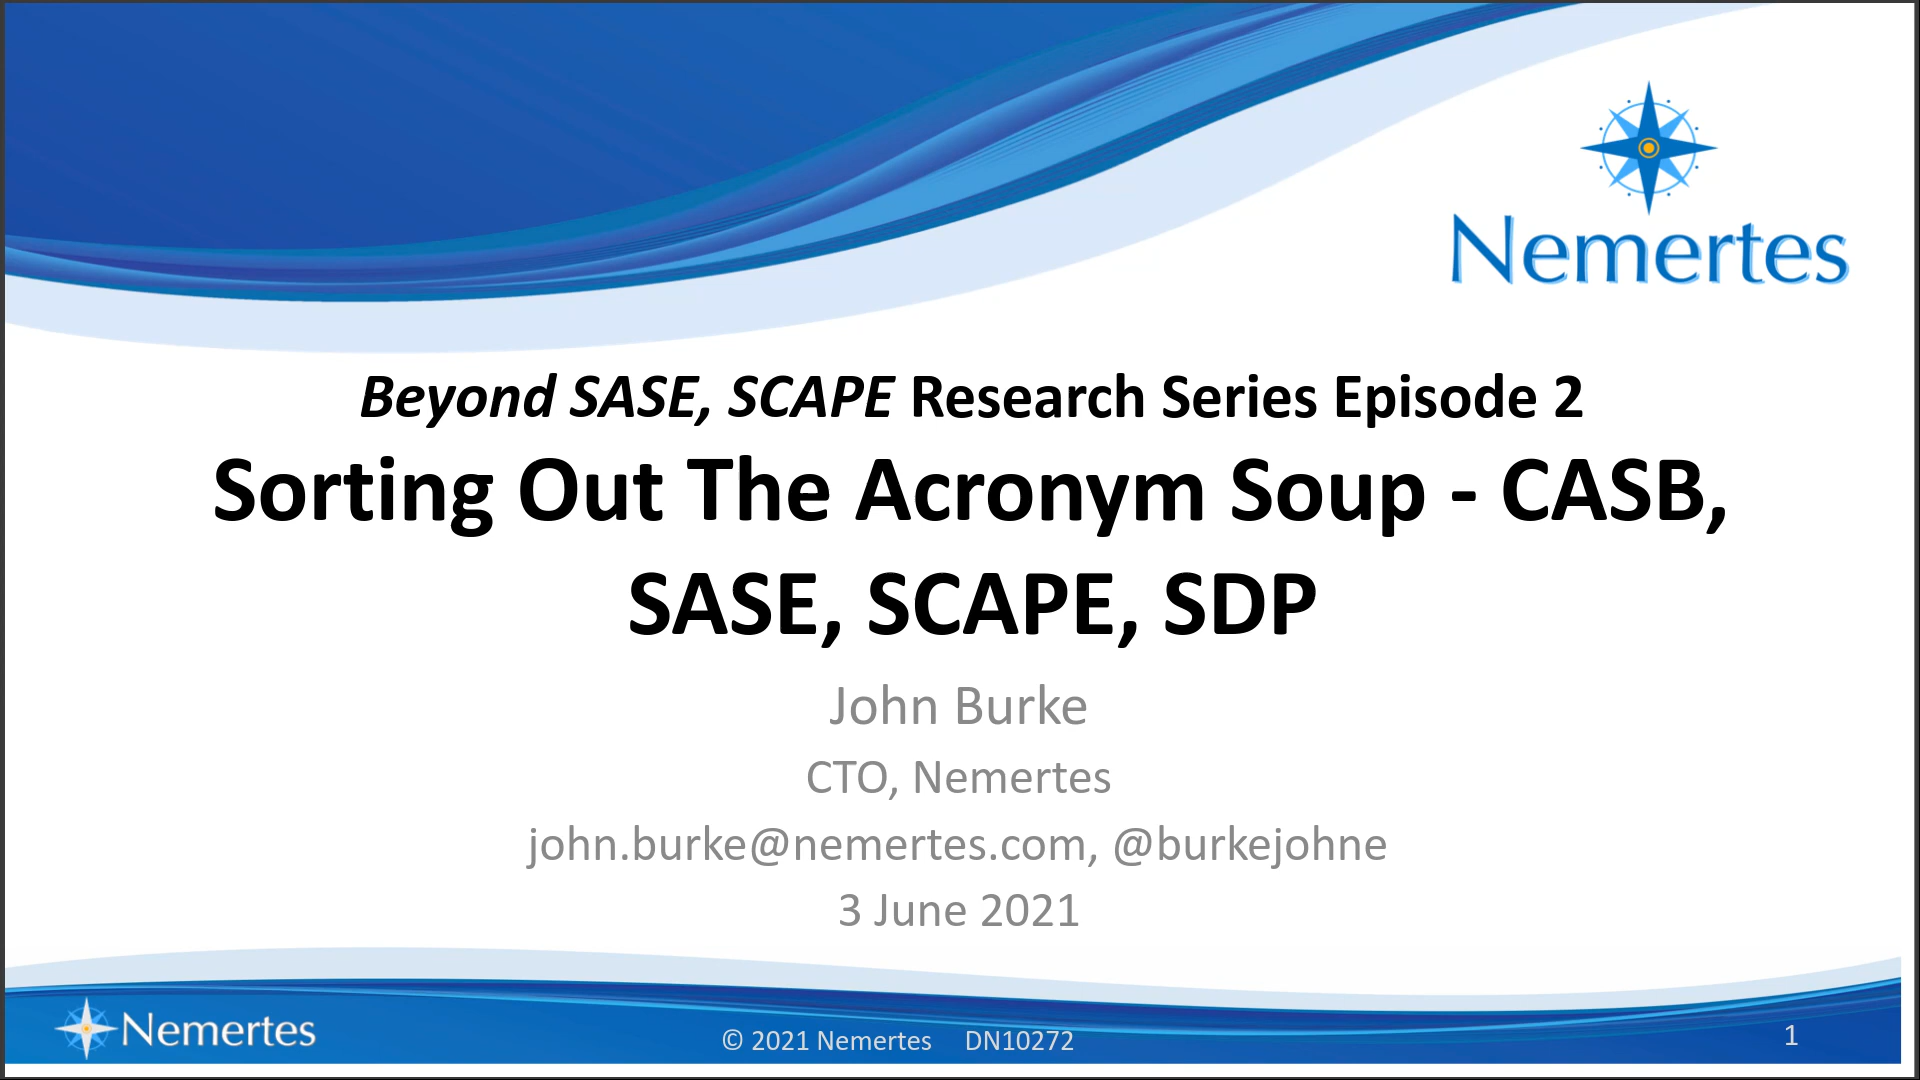 Nemertes
Beyond SASE, SCAPE Research Series Episode 2
Sorting Out The Acronym Soup - CASB,
SASE, SCAPE, SDP
John Burke
CTO, Nemertes
john.burke@nemertes.com, @burkejohne
3 June 2021
Nemertes
© 2021 Nemertes DN10272
1